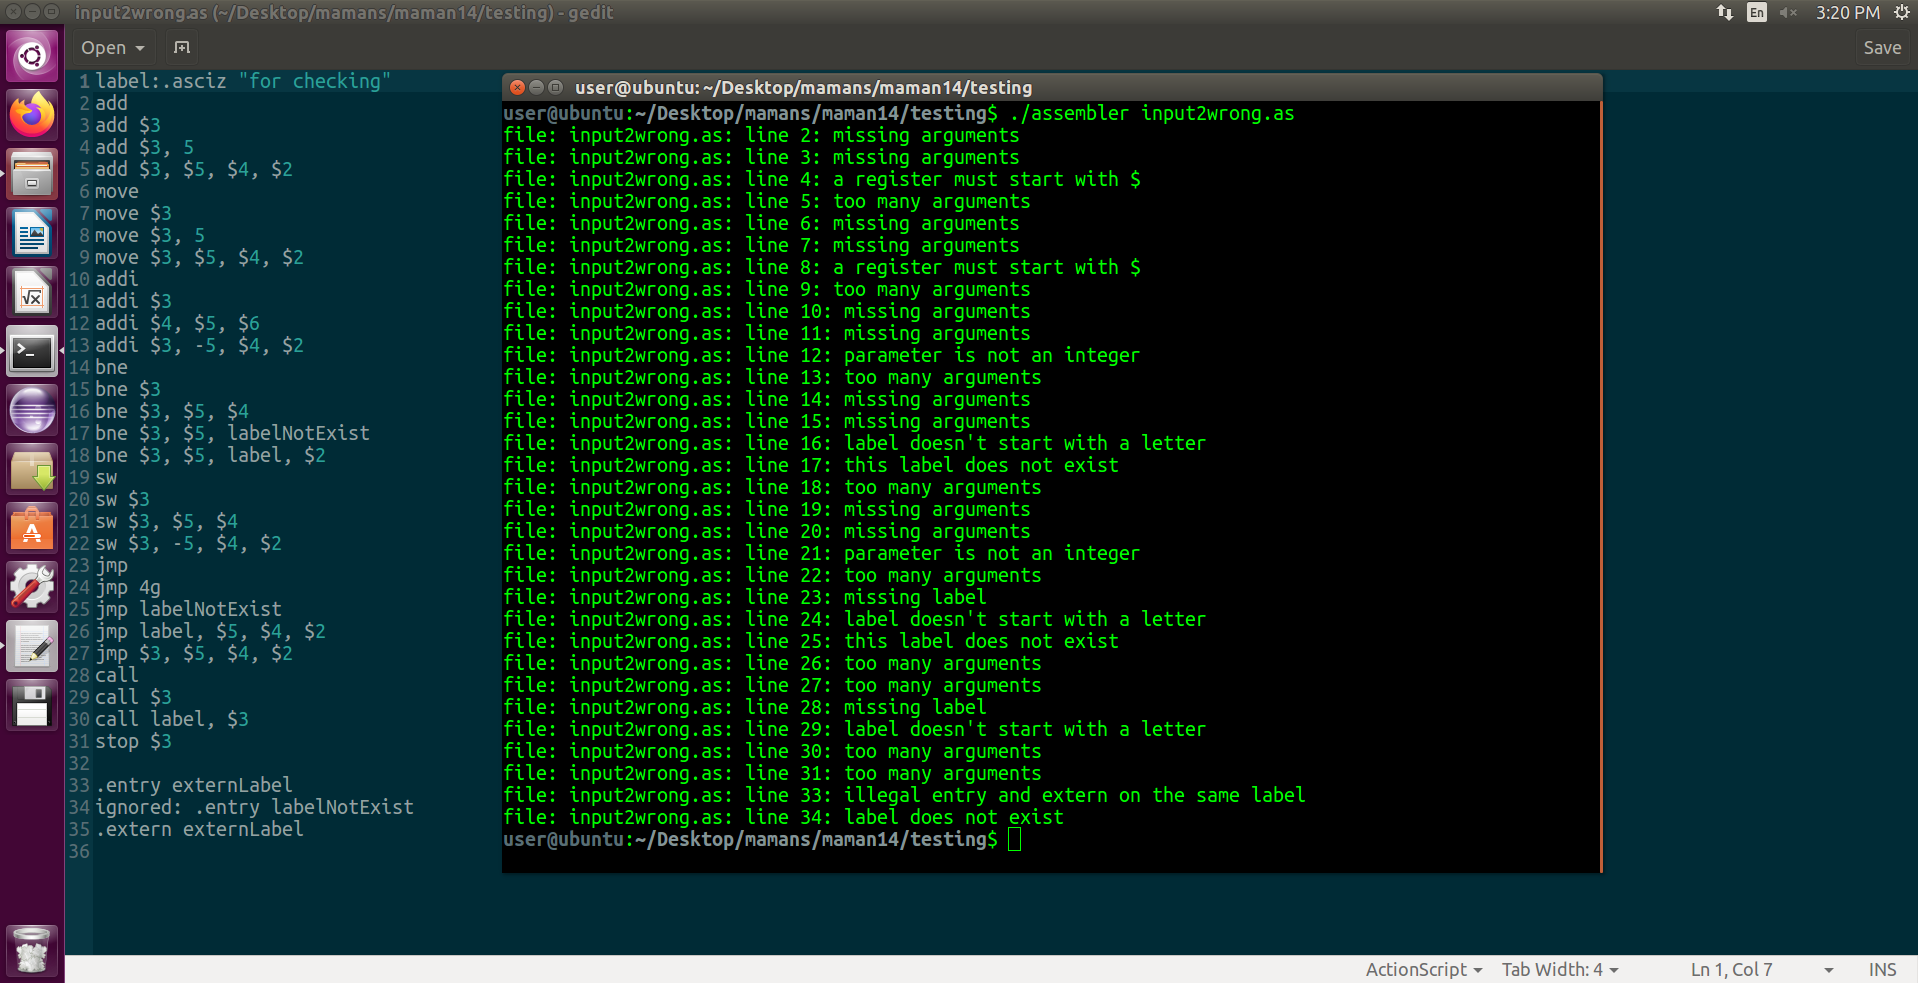 input2wrong.as (~/Desktop/mamans/maman14/testing) - gedit
En
3:20 PM
Open
Save
1 label:.asciz "for checking"
2 add
3 add $3
4 add $3, 5
5 add $3, $5, $4, $2
6 move
7 move $3
8 move $3, 5
9 move $3, $5, $4, $2
10 addi
11 addi $3
12 addi $4, $5, $6
13 addi $3, -5, $4, $2
14 bne
15 bne $3
16 bne $3, $5, $4
17 bne $3, $5, labelNotExist
18 bne $3, $5, label, $2
19 sw
20 sw $3
21 sw $3, $5, $4
22 sw $3, -5, $4, $2
23 jmp
24 jmp 4g
25 jmp labelNotExist
26 jmp label, $5, $4, $2
27 jmp $3, $5, $4, $2
28 call
29 call $3
30 call label, $3
31 stop $3
32
33 .entry externLabel
34 ignored: .entry labelNotExist
35 .extern externLabel
36
user@ubuntu: ~/Desktop/mamans/maman14/testing
user@ubuntu:~/Desktop/mamans/maman14/testing$ ./assembler input2wrong.as
file: input2wrong.as: line 2: missing arguments
file: input2wrong.as: line 3: missing arguments
file: input2wrong.as: line 4: a register must start with $
file: input2wrong.as: line 5: too many arguments
file: input2wrong.as: line 6: missing arguments
file: input2wrong.as: line 7: missing arguments
file: input2wrong.as: line 8: a register must start with $
file: input2wrong.as: line 9: too many arguments
file: input2wrong.as: line 10: missing arguments
file: input2wrong.as: line 11: missing arguments
file: input2wrong.as: line 12: parameter is not an integer
file: input2wrong.as: line 13: too many arguments
file: input2wrong.as: line 14: missing arguments
file: input2wrong.as: line 15: missing arguments
file: input2wrong.as: line 16: label doesn't start with a letter
file: input2wrong.as: line 17: this label does not exist
file: input2wrong.as: line 18: too many arguments
file: input2wrong.as: line 19: missing arguments
file: input2wrong.as: line 20: missing arguments
file: input2wrong.as: line 21: parameter is not an integer
file: input2wrong.as: line 22: too many arguments
file: input2wrong.as: line 23: missing label
file: input2wrong.as: line 24: label doesn't start with a letter
file: input2wrong.as: line 25: this label does not exist
file: input2wrong.as: line 26: too many arguments
file: input2wrong.as: line 27: too many arguments
file: input2wrong.as: line 28: missing label
file: input2wrong.as: line 29: label doesn't start with a letter
file: input2wrong.as: line 30: too many arguments
file: input2wrong.as: line 31: too many arguments
file: input2wrong.as: line 33: illegal entry and extern on the same label
file: input2wrong.as: line 34: label does not exist
user@ubuntu:~/Desktop/mamans/maman14/testing$
ActionScript
Tab Width: 4
Ln 1, Col 7
INS